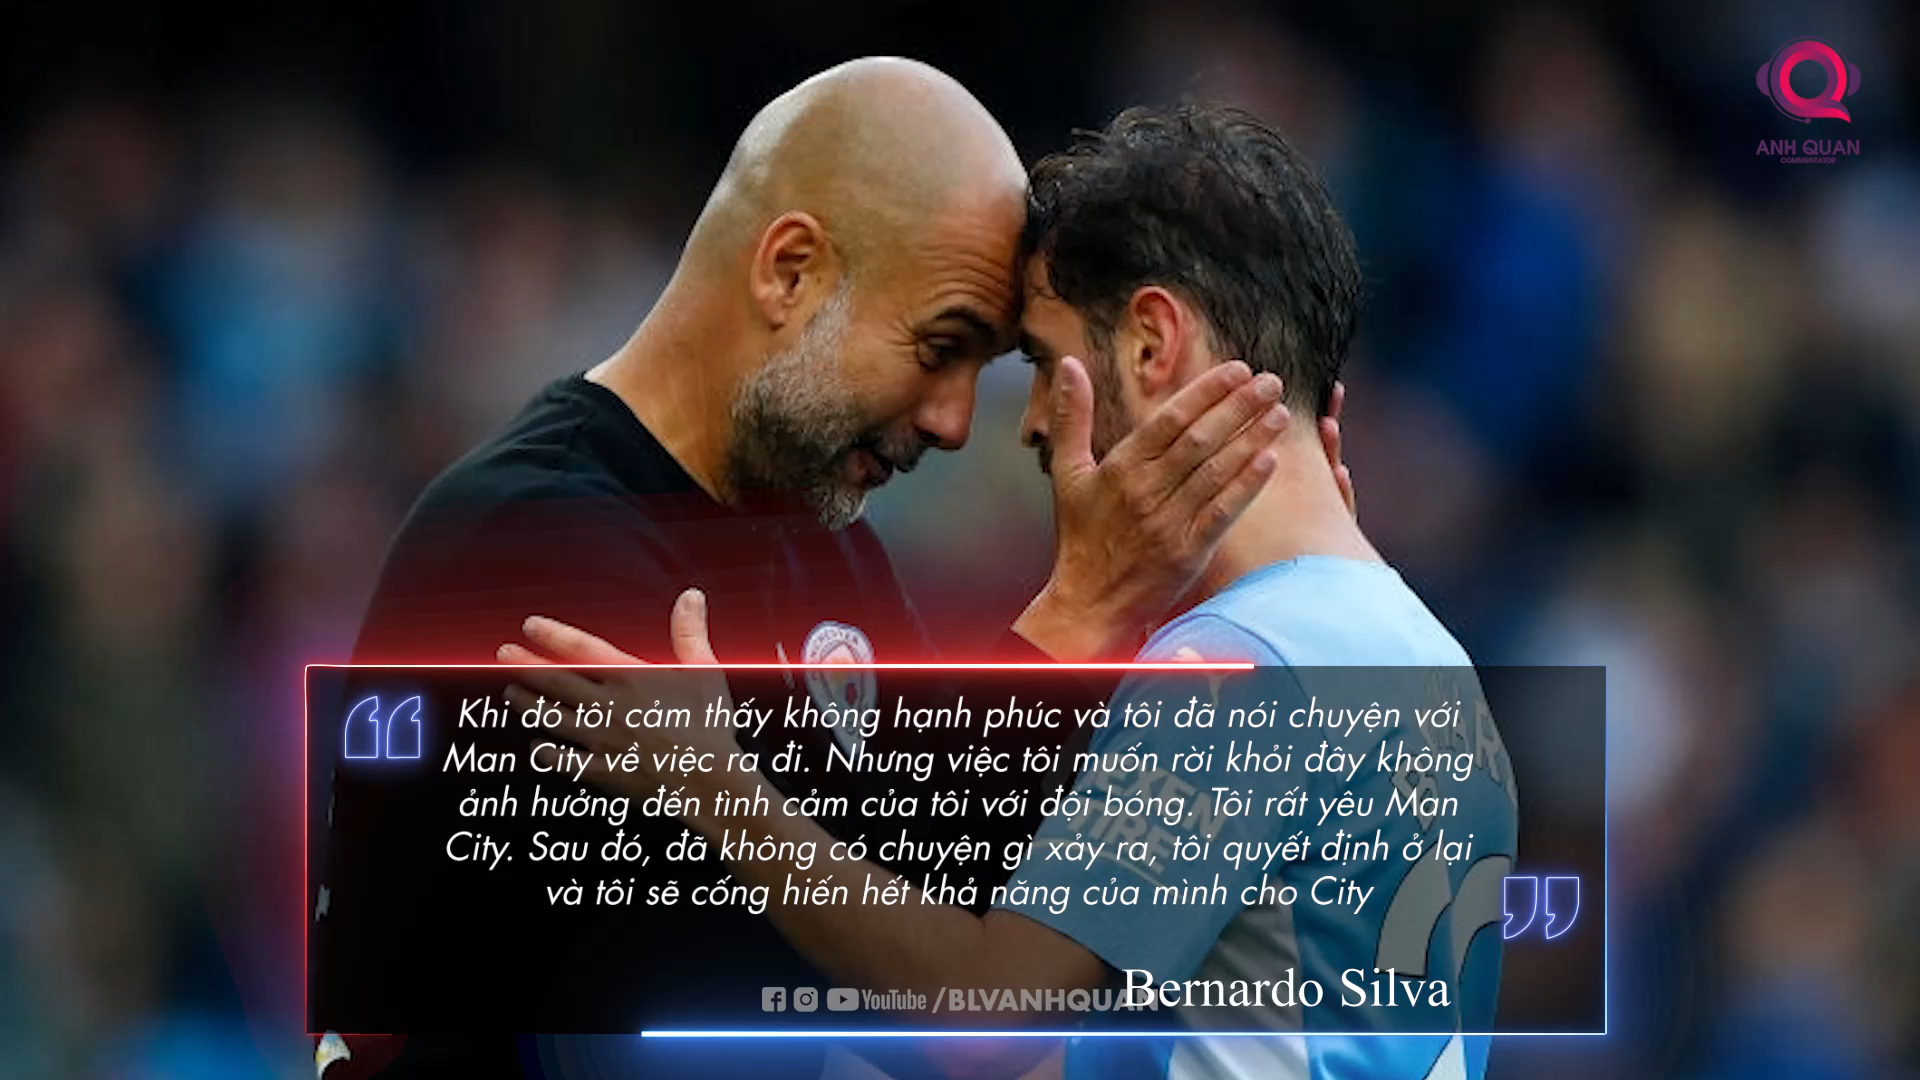 ANH QUAN
COMMENTATOR
Khi đó tôi cảm thấy không hạnh phúc và tôi đã nói chuyện với
Man City về việc ra đi. Nhưng việc tôi muốn rời khỏi đây không
ảnh hưởng đến tình cảm của tôi với đội bóng. Tôi rất yêu Man
City. Sau đó, đã không có chuyện gì xảy ra, tôi quyết định ở lại
và tôi sẽ cống hiến hết khả năng của mình cho City
Bernardo Silva
YouTube /BLVANHQUAN